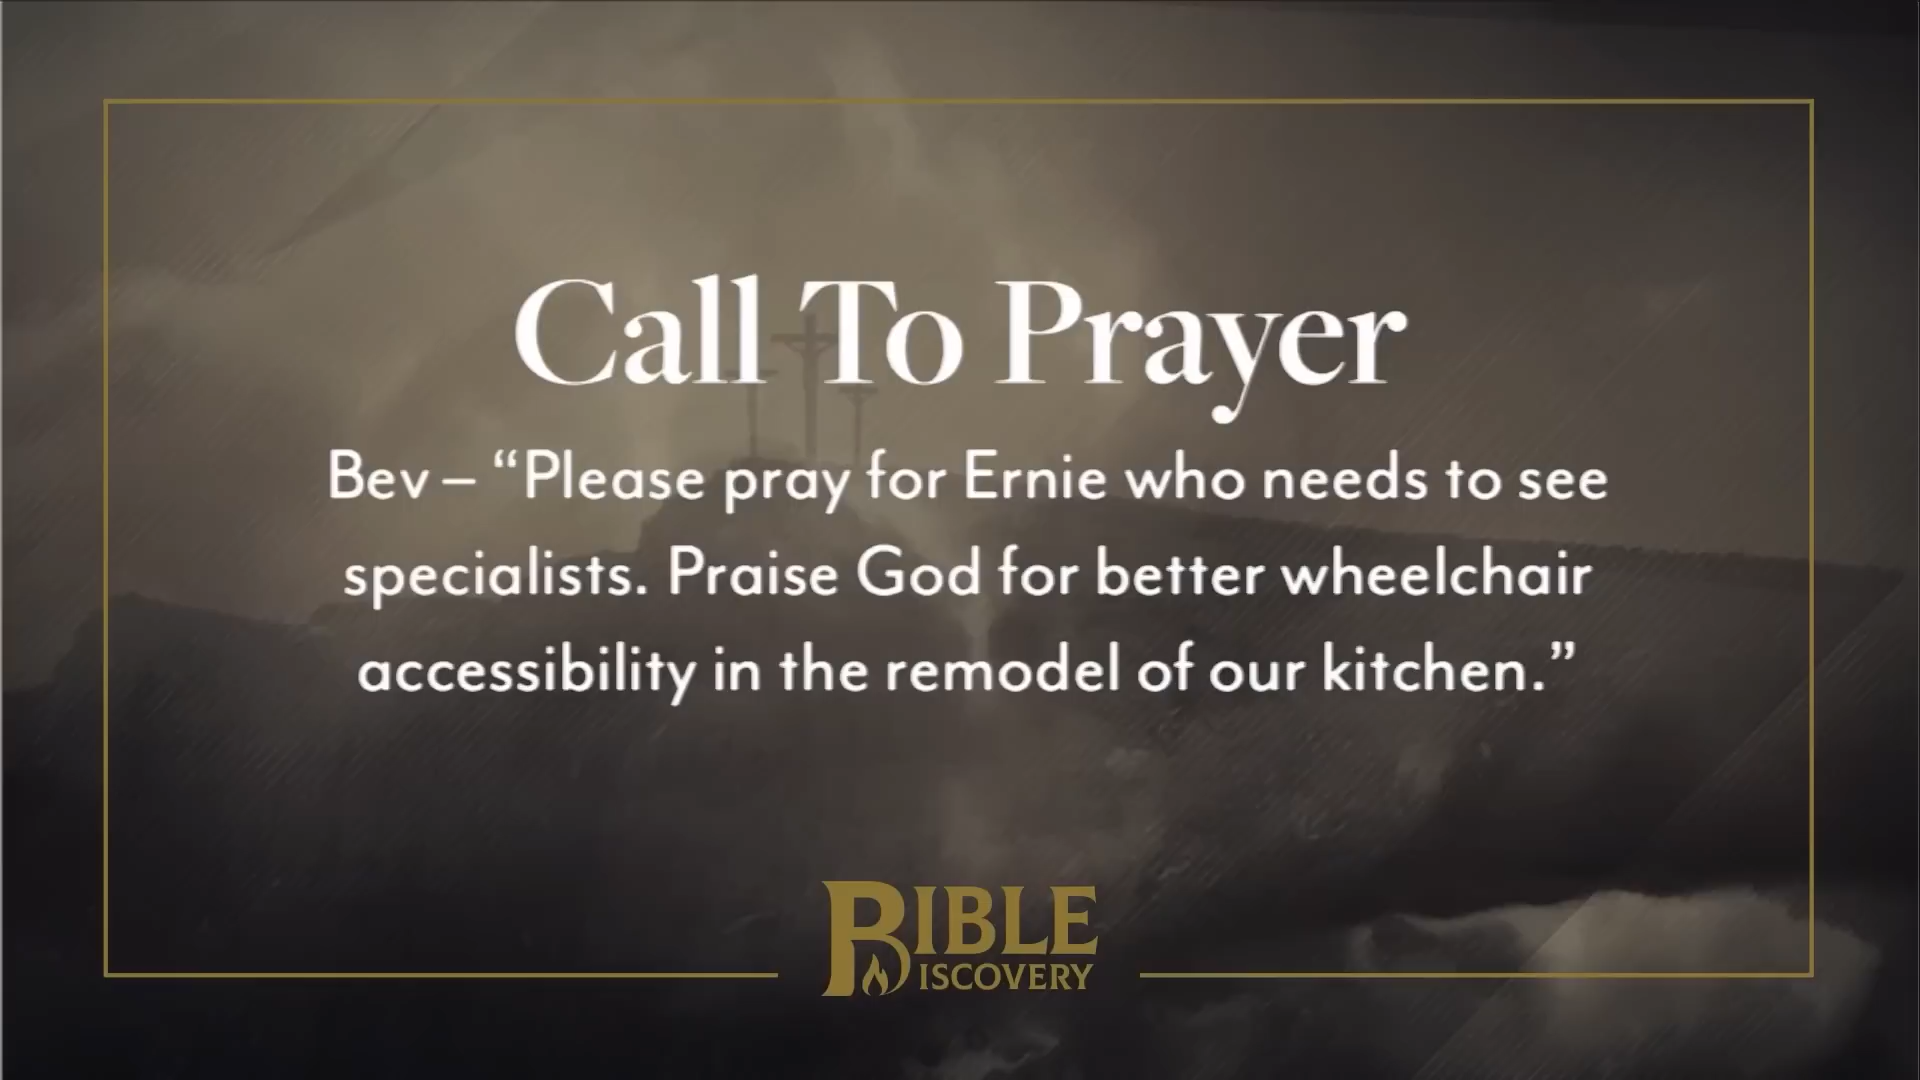 Call To Prayer
Bev – “Please pray for Ernie who needs to see
specialists. Praise God for better wheelchair
accessibility in the remodel of our kitchen.”
BIBLE
DISCOVERY